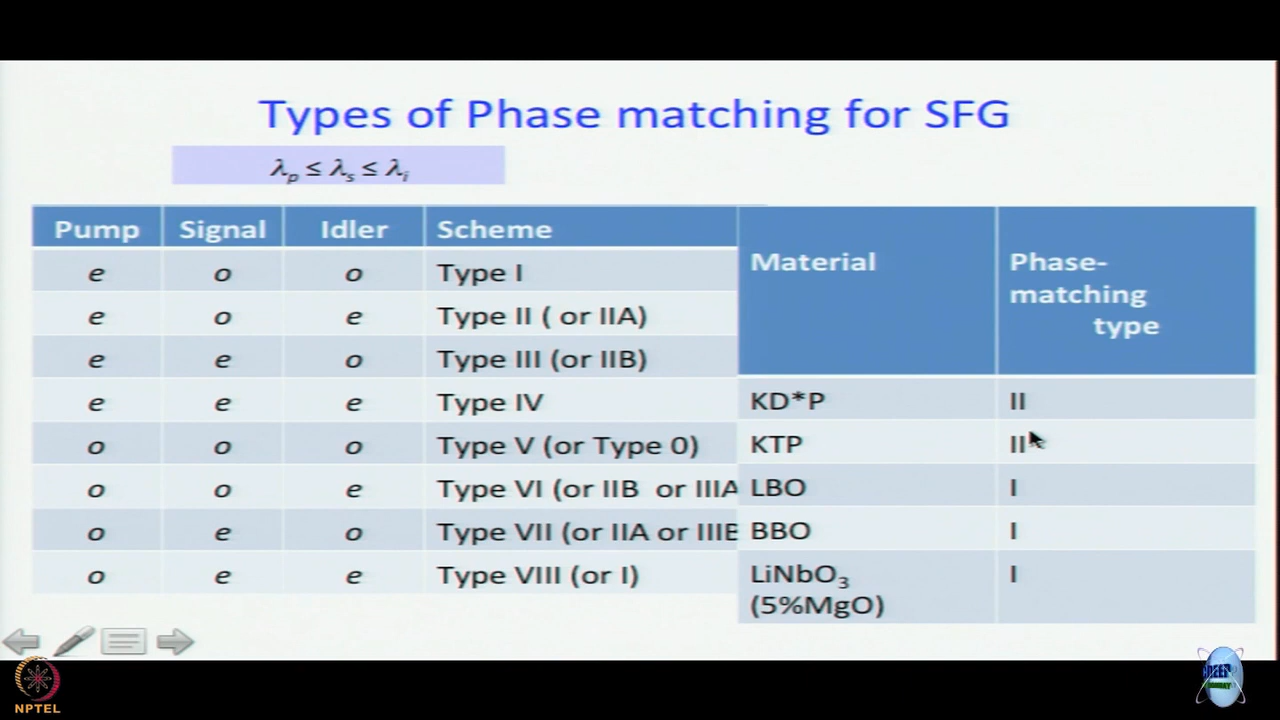 Types of Phase matching for SFG
λp ≤ λs ≤ λi
Pump Signal Idler Scheme
e o o Type I
e o e Type II ( or IIA)
e e o Type III (or IIB)
e e e Type IV
o o o Type V (or Type 0)
o o e Type VI (or IIB or IIIA
o e o Type VII (or IIA or IIIB
o e e Type VIII (or I)
Material Phase-
matching
type
KD*P II
KTP II
LBO I
BBO I
LiNbO3 I
(5%MgO)
NPTEL